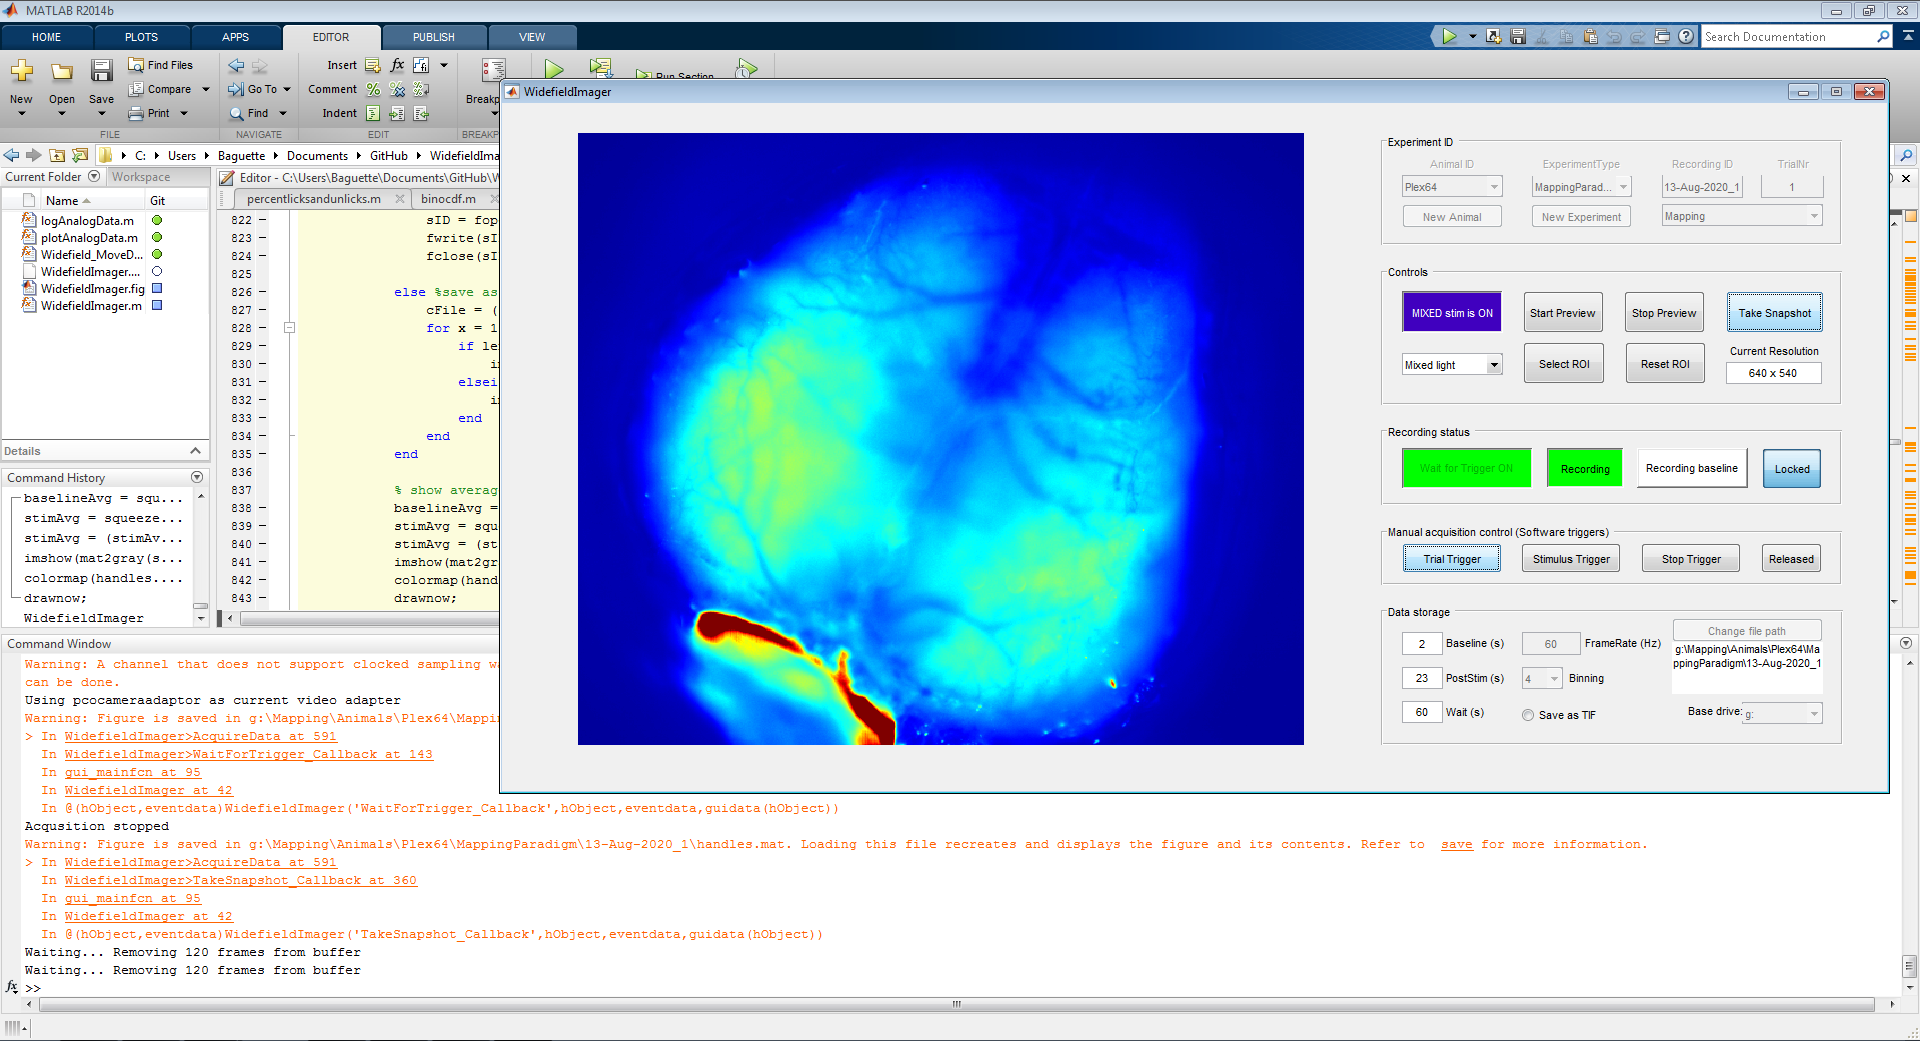 MATLAB R2014b
HOME PLOTS APPS EDITOR PUBLISH VIEW
Search Documentation
New Open Save
Find Files
Compare
Print
FILE
Go To
Find
NAVIGATE
Insert
Comment
Indent
EDIT
Breakp
BREAKP
Run Section
C: Users Baguette Documents GitHub WidefieldIma
Current Folder Workspace
Name Git
logAnalogData.m
plotAnalogData.m
Widefield_MoveD...
WidefieldImager....
WidefieldImager.fig
WidefieldImager.m
Details
Command History
baselineAvg = squ...
stimAvg = squeeze...
stimAvg = (stimAv...
imshow(mat2gray(s...
colormap(handles....
drawnow;
WidefieldImager
Editor - C:\Users\Baguette\Documents\GitHub\W
percentlicksandunlicks.m binocdf.m
822 sID = fop
823 fwrite(sI
824 fclose(sI
825
826 else %save as
827 cFile = (
828 for x = 1
829 if le
830 in
831 elsei
832 in
833 end
834 end
835 end
836
837 % show averag
838 baselineAvg =
839 stimAvg = squ
840 stimAvg = (st
841 imshow(mat2gr
842 colormap(hand
843 drawnow;
WidefieldImager
Experiment ID
Animal ID ExperimentType Recording ID TrialNr
Plex64 MappingParad... 13-Aug-2020_1 1
New Animal New Experiment Mapping
Controls
MIXED stim is ON Start Preview Stop Preview Take Snapshot
Mixed light Select ROI Reset ROI Current Resolution
640 x 540
Recording status
Wait for Trigger ON Recording Recording baseline Locked
Manual acquisition control (Software triggers)
Trial Trigger Stimulus Trigger Stop Trigger Released
Data storage
2 Baseline (s) 60 FrameRate (Hz) Change file path
g:\Mapping\Animals\Plex64\Ma
ppingParadigm\13-Aug-2020_1
23 PostStim (s) 4 Binning
60 Wait (s) Save as TIF Base drive: g:
Command Window
Warning: A channel that does not support clocked sampling wa
can be done.
Using pcocameraadaptor as current video adapter
Warning: Figure is saved in g:\Mapping\Animals\Plex64\Mappin
> In WidefieldImager>AcquireData at 591
In WidefieldImager>WaitForTrigger_Callback at 143
In gui_mainfcn at 95
In WidefieldImager at 42
In @(hObject,eventdata)WidefieldImager('WaitForTrigger_Callback',hObject,eventdata,guidata(hObject))
Acqusition stopped
Warning: Figure is saved in g:\Mapping\Animals\Plex64\MappingParadigm\13-Aug-2020_1\handles.mat. Loading this file recreates and displays the figure and its contents. Refer to save for more information.
> In WidefieldImager>AcquireData at 591
In WidefieldImager>TakeSnapshot_Callback at 360
In gui_mainfcn at 95
In WidefieldImager at 42
In @(hObject,eventdata)WidefieldImager('TakeSnapshot_Callback',hObject,eventdata,guidata(hObject))
Waiting... Removing 120 frames from buffer
Waiting... Removing 120 frames from buffer
fx >>